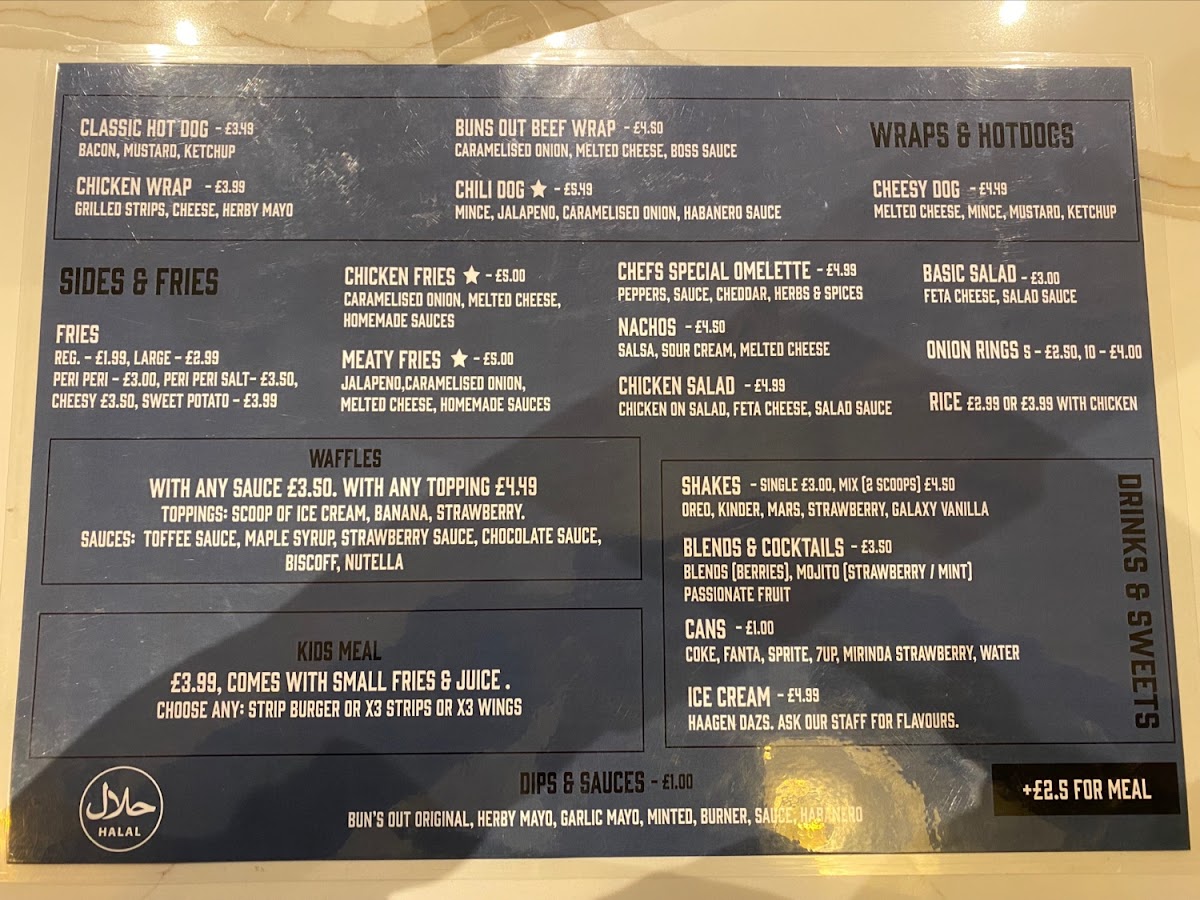 WRAPS & HOTDOGS
CLASSIC HOT DOG - £3.49
BACON, MUSTARD, KETCHUP
CHICKEN WRAP - £3.99
GRILLED STRIPS, CHEESE, HERBY MAYO
BUNS OUT BEEF WRAP - £4.50
CARAMELISED ONION, MELTED CHEESE, BOSS SAUCE
CHILI DOG ★ - £5.49
MINCE, JALAPENO, CARAMELISED ONION, HABANERO SAUCE
CHEESY DOG - £4.49
MELTED CHEESE, MINCE, MUSTARD, KETCHUP
SIDES & FRIES
FRIES
REG. - £1.99, LARGE - £2.99
PERI PERI - £3.00, PERI PERI SALT- £3.50,
CHEESY £3.50, SWEET POTATO - £3.99
CHICKEN FRIES ★ - £5.00
CARAMELISED ONION, MELTED CHEESE,
HOMEMADE SAUCES
MEATY FRIES ★ - £5.00
JALAPENO,CARAMELISED ONION,
MELTED CHEESE, HOMEMADE SAUCES
CHEFS SPECIAL OMELETTE - £4.99
PEPPERS, SAUCE, CHEDDAR, HERBS & SPICES
NACHOS - £4.50
SALSA, SOUR CREAM, MELTED CHEESE
CHICKEN SALAD - £4.99
CHICKEN ON SALAD, FETA CHEESE, SALAD SAUCE
BASIC SALAD - £3.00
FETA CHEESE, SALAD SAUCE
ONION RINGS 5 - £2.50, 10 - £4.00
RICE £2.99 OR £3.99 WITH CHICKEN
WAFFLES
WITH ANY SAUCE £3.50. WITH ANY TOPPING £4.49
TOPPINGS: SCOOP OF ICE CREAM, BANANA, STRAWBERRY.
SAUCES: TOFFEE SAUCE, MAPLE SYRUP, STRAWBERRY SAUCE, CHOCOLATE SAUCE,
BISCOFF, NUTELLA
KIDS MEAL
£3.99, COMES WITH SMALL FRIES & JUICE .
CHOOSE ANY: STRIP BURGER OR X3 STRIPS OR X3 WINGS
DRINKS & SWEETS
SHAKES - SINGLE £3.00, MIX (2 SCOOPS) £4.50
OREO, KINDER, MARS, STRAWBERRY, GALAXY VANILLA
BLENDS & COCKTAILS - £3.50
BLENDS (BERRIES), MOJITO (STRAWBERRY / MINT)
PASSIONATE FRUIT
CANS - £1.00
COKE, FANTA, SPRITE, 7UP, MIRINDA STRAWBERRY, WATER
ICE CREAM - £4.99
HAAGEN DAZS. ASK OUR STAFF FOR FLAVOURS.
حلال
HALAL
DIPS & SAUCES - £1.00
BUN'S OUT ORIGINAL, HERBY MAYO, GARLIC MAYO, MINTED, BURNER, SAUCE, HABANERO
+£2.5 FOR MEAL